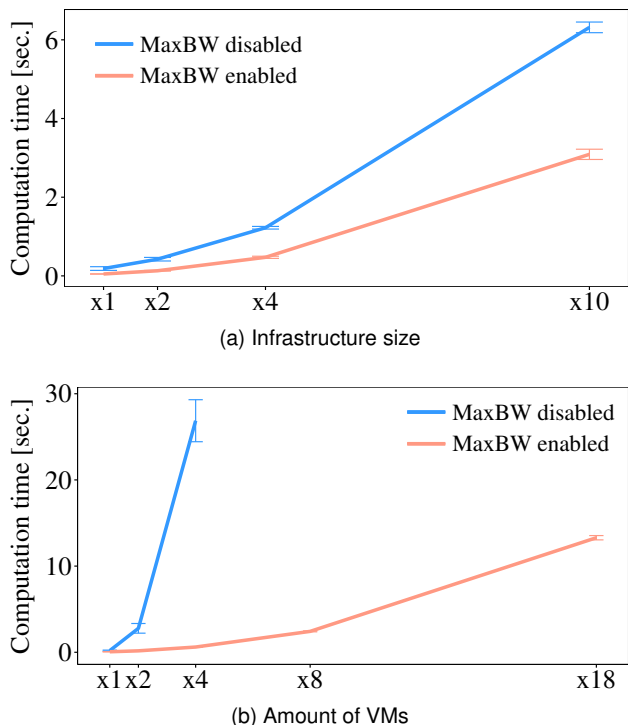 Computation time [sec.]
6
4
2
0
MaxBW disabled
MaxBW enabled
x1 x2 x4 x10
(a) Infrastructure size
Computation time [sec.]
30
20
10
0
MaxBW disabled
MaxBW enabled
x1 x2 x4 x8 x18
(b) Amount of VMs